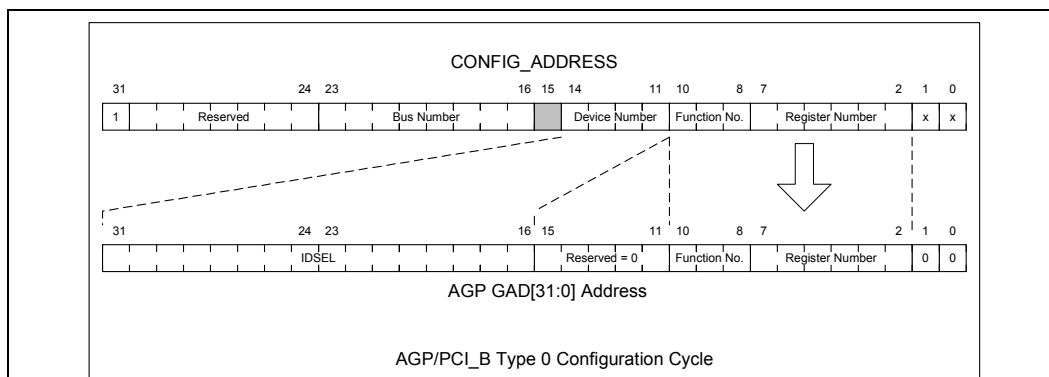 CONFIG_ADDRESS
31 24 23 16 15 14 11 10 8 7 2 1 0
1 Reserved Bus Number Device Number Function No. Register Number x x
31 24 23 16 15 11 10 8 7 2 1 0
IDSEL Reserved = 0 Function No. Register Number 0 0
AGP GAD[31:0] Address
AGP/PCI_B Type 0 Configuration Cycle